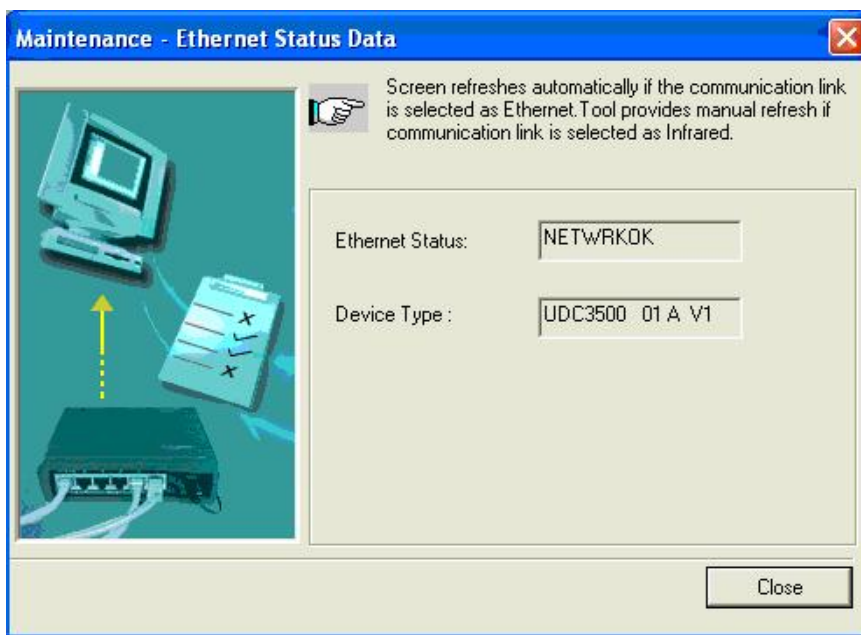 Maintenance - Ethernet Status Data
Screen refreshes automatically if the communication link
is selected as Ethernet.Tool provides manual refresh if
communication link is selected as Infrared.
Ethernet Status: NETWRKOK
Device Type : UDC3500 01 A V1
Close